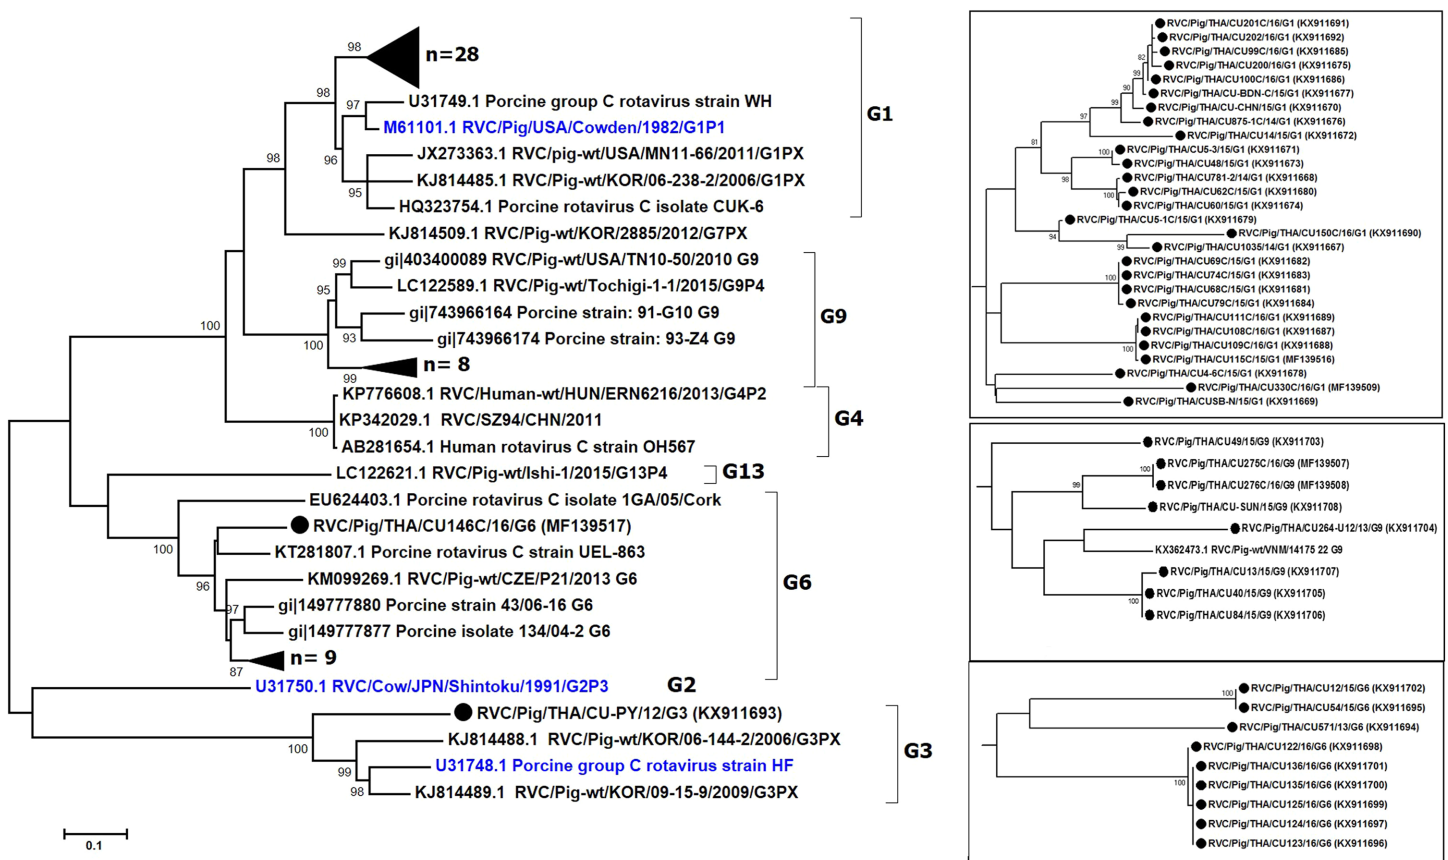 98
n=28
98
97
U31749.1 Porcine group C rotavirus strain WH
G1
M61101.1 RVC/Pig/USA/Cowden/1982/G1P1
98
96
JX273363.1 RVC/pig-wt/USA/MN11-66/2011/G1PX
KJ814485.1 RVC/Pig-wt/KOR/06-238-2/2006/G1PX
95
HQ323754.1 Porcine rotavirus C isolate CUK-6
KJ814509.1 RVC/Pig-wt/KOR/2885/2012/G7PX
99
gi|403400089 RVC/Pig-wt/USA/TN10-50/2010 G9
95
LC122589.1 RVC/Pig-wt/Tochigi-1-1/2015/G9P4
gi|743966164 Porcine strain: 91-G10 G9
G9
100
93
gi|743966174 Porcine strain: 93-Z4 G9
100
n= 8
99
KP776608.1 RVC/Human-wt/HUN/ERN6216/2013/G4P2
KP342029.1 RVC/SZ94/CHN/2011
G4
100
AB281654.1 Human rotavirus C strain OH567
LC122621.1 RVC/Pig-wt/Ishi-1/2015/G13P4
G13
EU624403.1 Porcine rotavirus C isolate 1GA/05/Cork
RVC/Pig/THA/CU146C/16/G6 (MF139517)
100
KT281807.1 Porcine rotavirus C strain UEL-863
96
KM099269.1 RVC/Pig-wt/CZE/P21/2013 G6
G6
97
gi|149777880 Porcine strain 43/06-16 G6
gi|149777877 Porcine isolate 134/04-2 G6
n= 9
87
U31750.1 RVC/Cow/JPN/Shintoku/1991/G2P3
G2
RVC/Pig/THA/CU-PY/12/G3 (KX911693)
100
KJ814488.1 RVC/Pig-wt/KOR/06-144-2/2006/G3PX
G3
99
U31748.1 Porcine group C rotavirus strain HF
98
KJ814489.1 RVC/Pig-wt/KOR/09-15-9/2009/G3PX
0.1
RVC/Pig/THA/CU201C/16/G1 (KX911691)
RVC/Pig/THA/CU202/16/G1 (KX911692)
RVC/Pig/THA/CU99C/16/G1 (KX911685)
82
RVC/Pig/THA/CU200/16/G1 (KX911675)
99
RVC/Pig/THA/CU100C/16/G1 (KX911686)
90
RVC/Pig/THA/CU-BDN-C/15/G1 (KX911677)
99
RVC/Pig/THA/CU-CHN/15/G1 (KX911670)
97
RVC/Pig/THA/CU875-1C/14/G1 (KX911676)
RVC/Pig/THA/CU14/15/G1 (KX911672)
81
100
RVC/Pig/THA/CU5-3/15/G1 (KX911671)
RVC/Pig/THA/CU48/15/G1 (KX911673)
RVC/Pig/THA/CU781-2/14/G1 (KX911668)
100
RVC/Pig/THA/CU62C/15/G1 (KX911680)
RVC/Pig/THA/CU60/15/G1 (KX911674)
RVC/Pig/THA/CU5-1C/15/G1 (KX911679)
94
RVC/Pig/THA/CU150C/16/G1 (KX911690)
99
RVC/Pig/THA/CU1035/14/G1 (KX911667)
RVC/Pig/THA/CU69C/15/G1 (KX911682)
100
RVC/Pig/THA/CU74C/15/G1 (KX911683)
RVC/Pig/THA/CU68C/15/G1 (KX911681)
RVC/Pig/THA/CU79C/15/G1 (KX911684)
RVC/Pig/THA/CU111C/16/G1 (KX911689)
RVC/Pig/THA/CU108C/16/G1 (KX911687)
RVC/Pig/THA/CU109C/16/G1 (KX911688)
100
RVC/Pig/THA/CU115C/15/G1 (MF139516)
RVC/Pig/THA/CU4-6C/15/G1 (KX911678)
RVC/Pig/THA/CU330C/16/G1 (MF139509)
RVC/Pig/THA/CUSB-N/15/G1 (KX911669)
RVC/Pig/THA/CU49/15/G9 (KX911703)
100
RVC/Pig/THA/CU275C/16/G9 (MF139507)
99
RVC/Pig/THA/CU276C/16/G9 (MF139508)
RVC/Pig/THA/CU-SUN/15/G9 (KX911708)
RVC/Pig/THA/CU264-U12/13/G9 (KX911704)
KX362473.1 RVC/Pig-wt/VNM/14175 22 G9
RVC/Pig/THA/CU13/15/G9 (KX911707)
RVC/Pig/THA/CU40/15/G9 (KX911705)
100
RVC/Pig/THA/CU84/15/G9 (KX911706)
RVC/Pig/THA/CU12/15/G6 (KX911702)
100
RVC/Pig/THA/CU54/15/G6 (KX911695)
RVC/Pig/THA/CU571/13/G6 (KX911694)
RVC/Pig/THA/CU122/16/G6 (KX911698)
RVC/Pig/THA/CU136/16/G6 (KX911701)
100
RVC/Pig/THA/CU135/16/G6 (KX911700)
RVC/Pig/THA/CU125/16/G6 (KX911699)
RVC/Pig/THA/CU124/16/G6 (KX911697)
RVC/Pig/THA/CU123/16/G6 (KX911696)